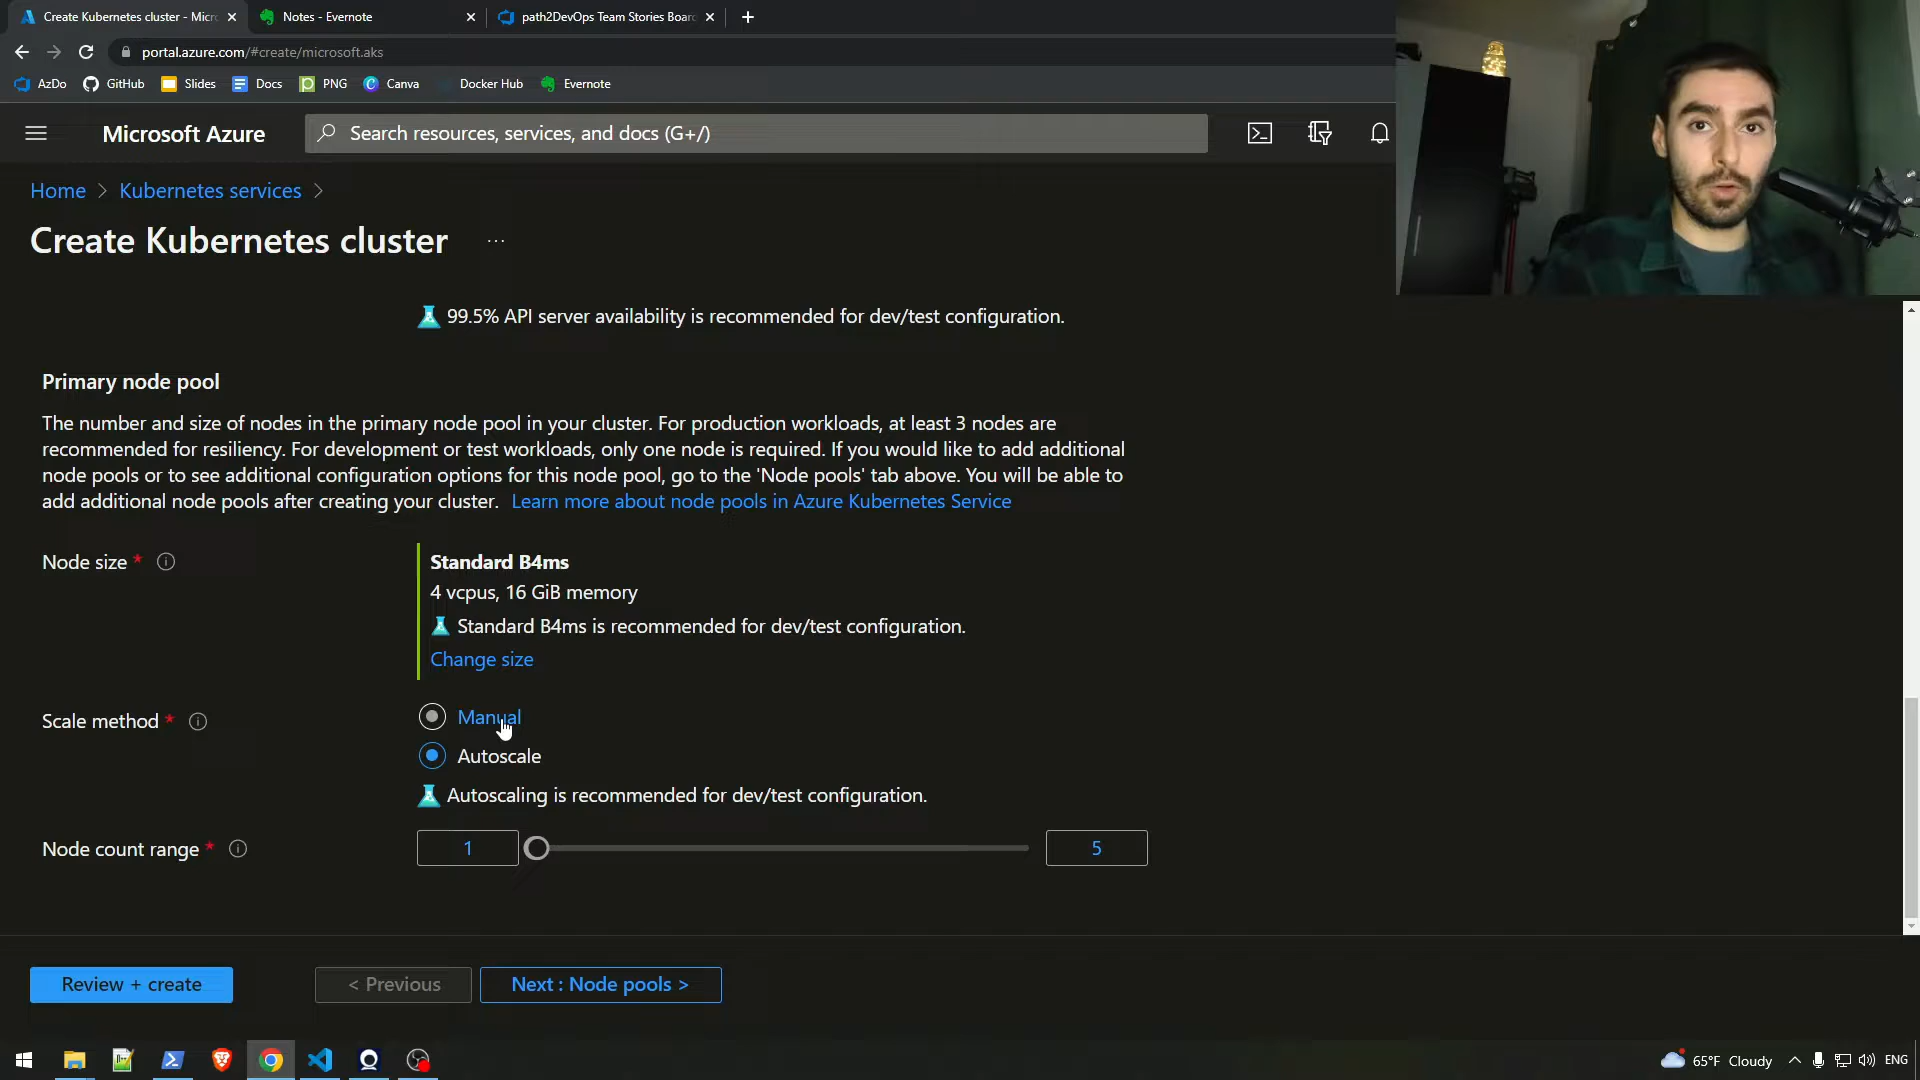 Create Kubernetes cluster - Micr
Notes - Evernote
path2DevOps Team Stories Boar
portal.azure.com/#create/microsoft.aks
AzDo
GitHub
Slides
Docs
PNG
Canva
Docker Hub
Evernote
Microsoft Azure
Search resources, services, and docs (G+/)
Home > Kubernetes services >
Create Kubernetes cluster ...
99.5% API server availability is recommended for dev/test configuration.
Primary node pool
The number and size of nodes in the primary node pool in your cluster. For production workloads, at least 3 nodes are
recommended for resiliency. For development or test workloads, only one node is required. If you would like to add additional
node pools or to see additional configuration options for this node pool, go to the 'Node pools' tab above. You will be able to
add additional node pools after creating your cluster. Learn more about node pools in Azure Kubernetes Service
Node size *
Standard B4ms
4 vcpus, 16 GiB memory
Standard B4ms is recommended for dev/test configuration.
Change size
Scale method *
Manual
Autoscale
Autoscaling is recommended for dev/test configuration.
Node count range *
1
5
Review + create
< Previous
Next : Node pools >
65°F Cloudy
ENG